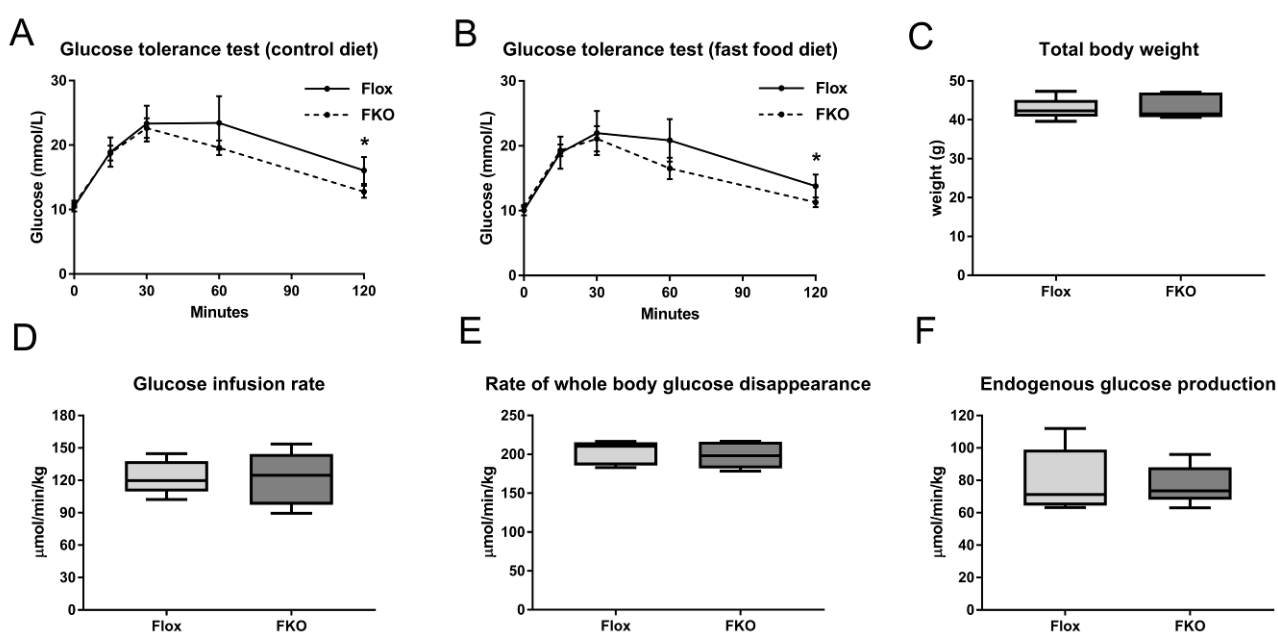 A
Glucose tolerance test (control diet)
Glucose (mmol/L)
30
20
10
0
0
30
60
90
120
Minutes
Flox
FKO
*
B
Glucose tolerance test (fast food diet)
Glucose (mmol/L)
30
20
10
0
0
30
60
90
120
Minutes
Flox
FKO
*
C
Total body weight
weight (g)
50
40
30
20
10
0
Flox
FKO
D
Glucose infusion rate
µmol/min/kg
180
150
120
90
60
30
0
Flox
FKO
E
Rate of whole body glucose disappearance
µmol/min/kg
250
200
150
100
50
0
Flox
FKO
F
Endogenous glucose production
µmol/min/kg
120
100
80
60
40
20
0
Flox
FKO